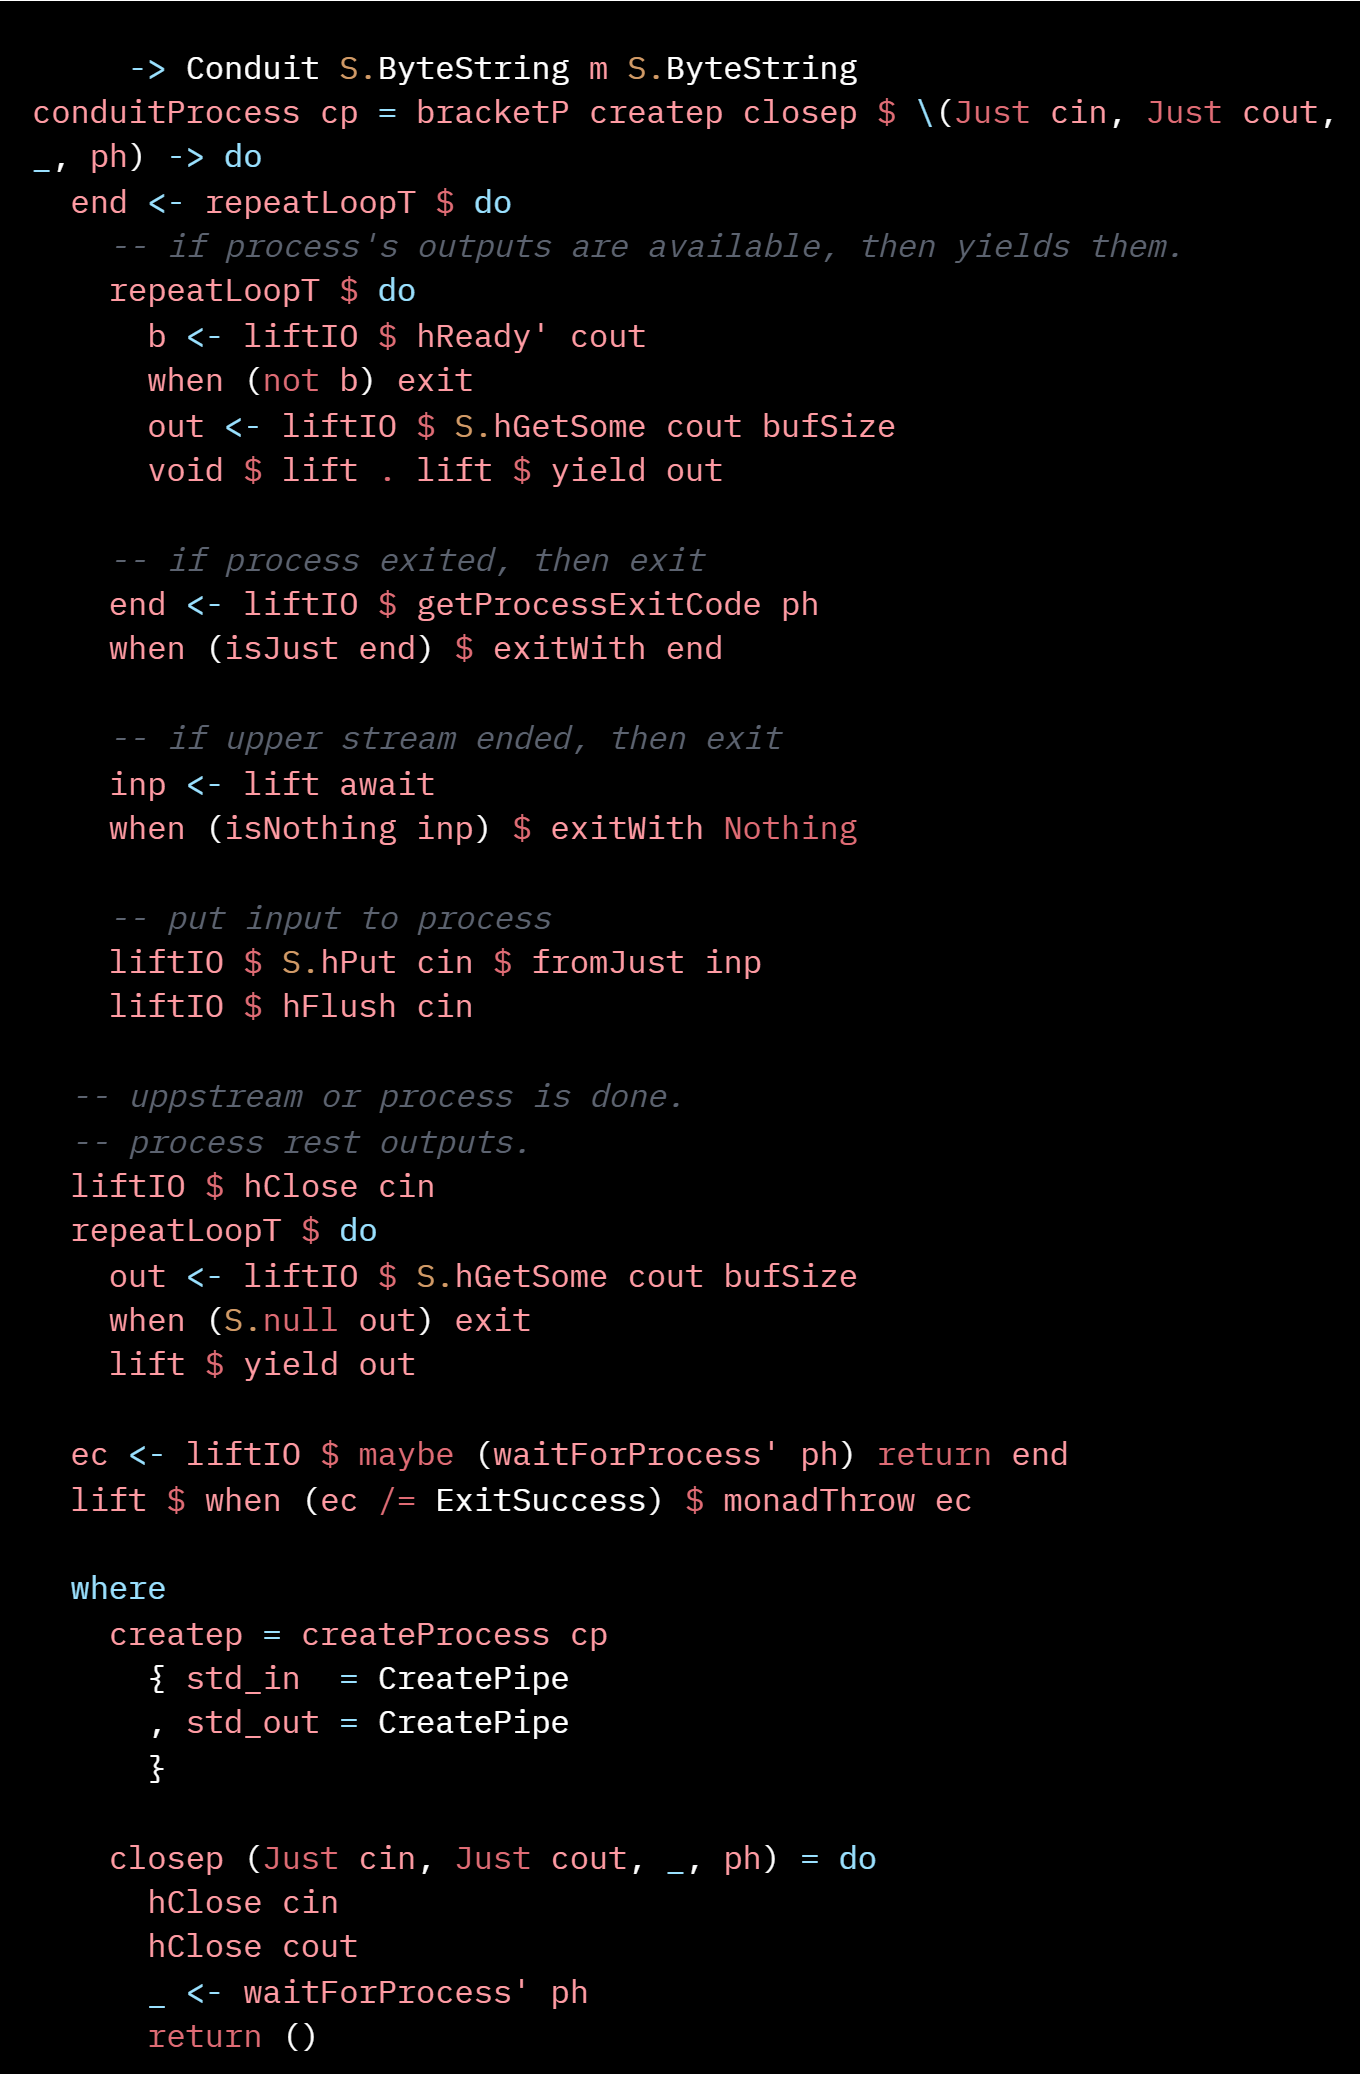 -> Conduit S.ByteString m S.ByteString
conduitProcess cp = bracketP createp closep $ \(Just cin, Just cout,
_, ph) -> do
  end <- repeatLoopT $ do
    -- if process's outputs are available, then yields them.
    repeatLoopT $ do
      b <- liftIO $ hReady' cout
      when (not b) exit
      out <- liftIO $ S.hGetSome cout bufSize
      void $ lift . lift $ yield out

    -- if process exited, then exit
    end <- liftIO $ getProcessExitCode ph
    when (isJust end) $ exitWith end

    -- if upper stream ended, then exit
    inp <- lift await
    when (isNothing inp) $ exitWith Nothing

    -- put input to process
    liftIO $ S.hPut cin $ fromJust inp
    liftIO $ hFlush cin

  -- uppstream or process is done.
  -- process rest outputs.
  liftIO $ hClose cin
  repeatLoopT $ do
    out <- liftIO $ S.hGetSome cout bufSize
    when (S.null out) exit
    lift $ yield out

  ec <- liftIO $ maybe (waitForProcess' ph) return end
  lift $ when (ec /= ExitSuccess) $ monadThrow ec

  where
    createp = createProcess cp
      { std_in  = CreatePipe
      , std_out = CreatePipe
      }

    closep (Just cin, Just cout, _, ph) = do
      hClose cin
      hClose cout
      _ <- waitForProcess' ph
      return ()